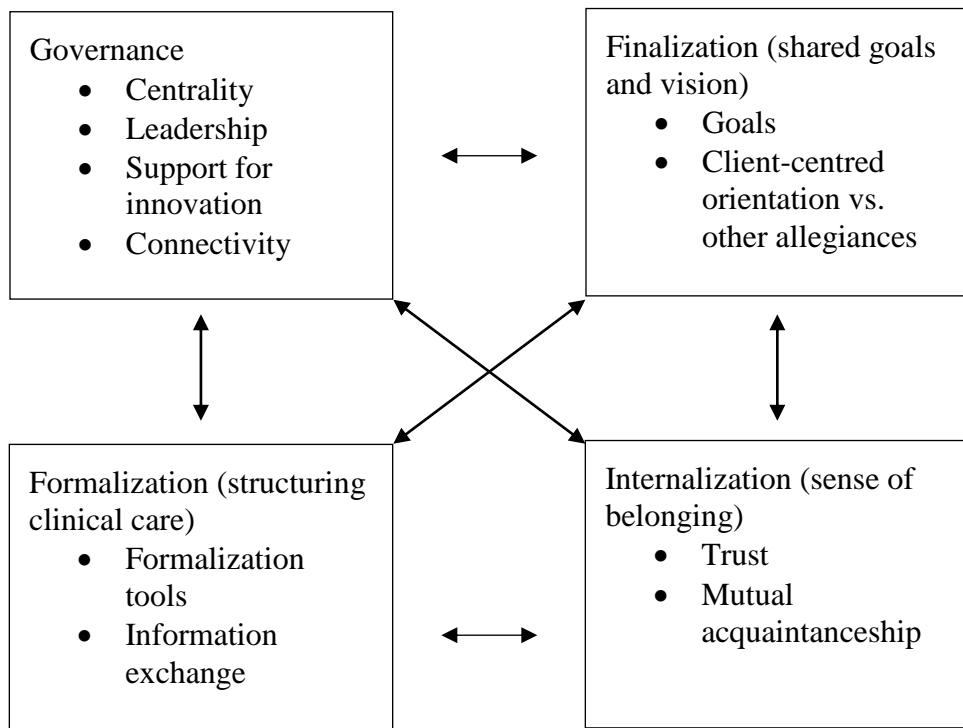 Governance
• Centrality
• Leadership
• Support for
innovation
• Connectivity
Finalization (shared goals
and vision)
• Goals
• Client-centred
orientation vs.
other allegiances
Formalization (structuring
clinical care)
• Formalization
tools
• Information
exchange
Internalization (sense of
belonging)
• Trust
• Mutual
acquaintanceship